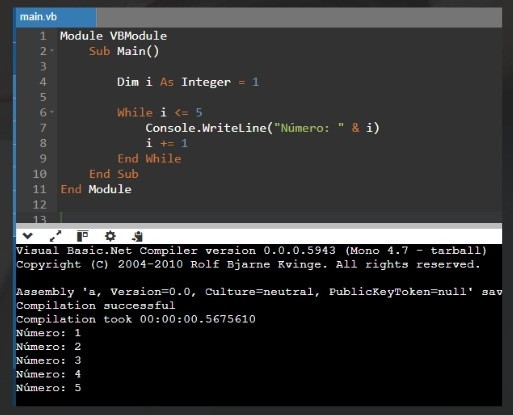 main.vb
1 Module VBModule
2 Sub Main()
3
4 Dim i As Integer = 1
5
6 While i <= 5
7 Console.WriteLine("Número: " & i)
8 i += 1
9 End While
10 End Sub
11 End Module
12
13
Visual Basic.Net Compiler version 0.0.0.5943 (Mono 4.7 - tarball)
Copyright (C) 2004-2010 Rolf Bjarne Kvinge. All rights reserved.
Assembly 'a, Version=0.0, Culture=neutral, PublicKeyToken=null' sav
Compilation successful
Compilation took 00:00:00.5675610
Número: 1
Número: 2
Número: 3
Número: 4
Número: 5